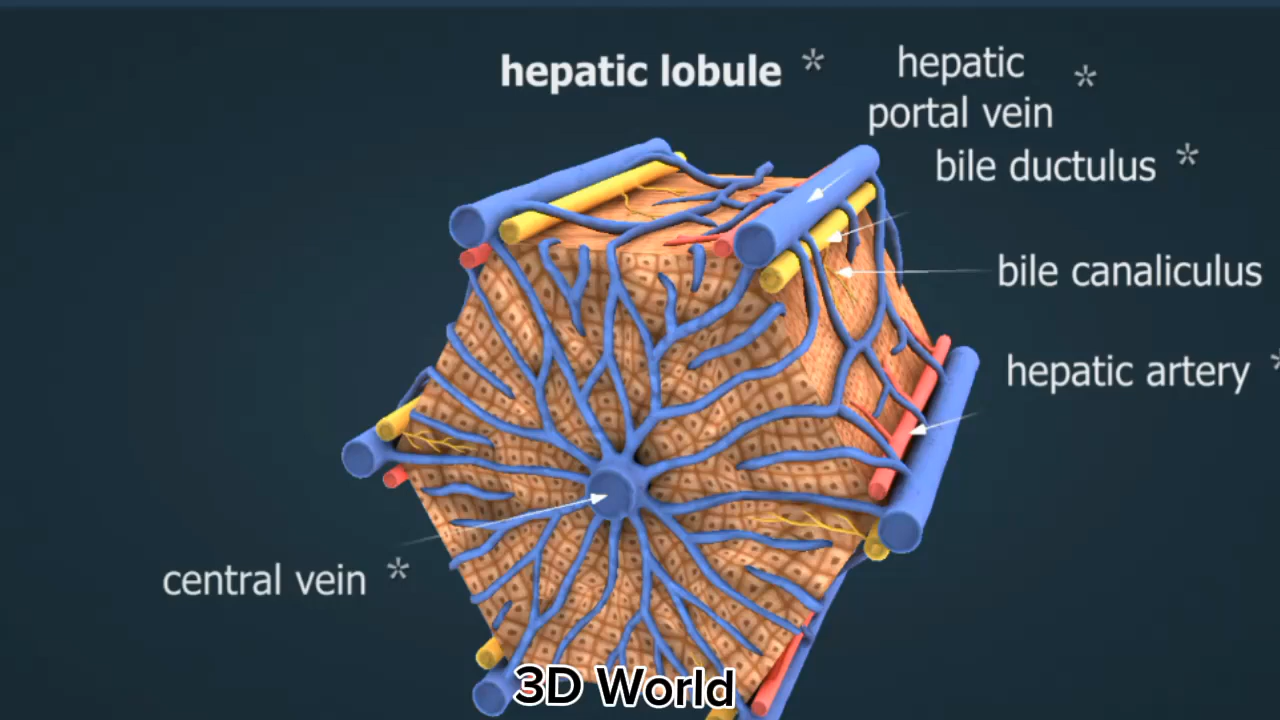 hepatic lobule *
hepatic *
portal vein
bile ductulus *
bile canaliculus
hepatic artery *
central vein *
3D World